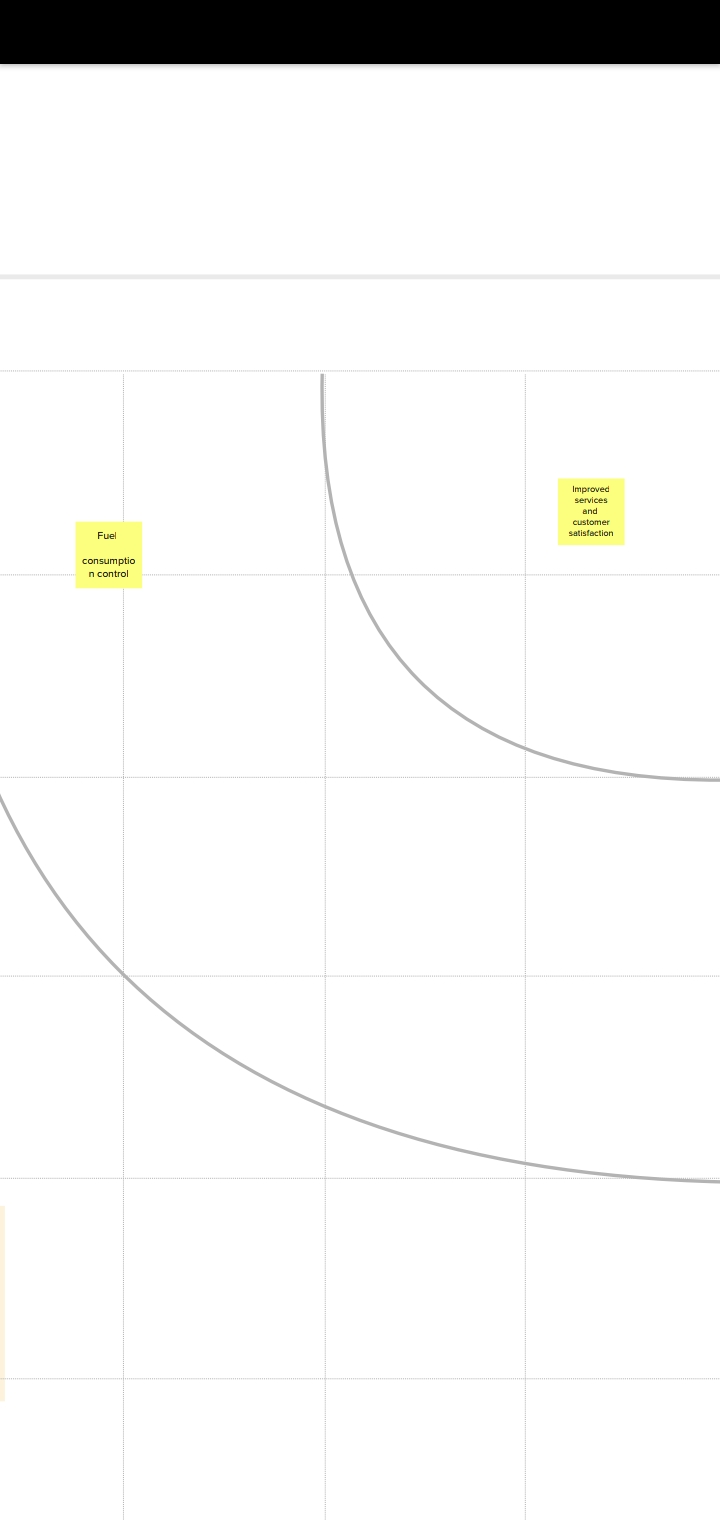 Improved
services
and
customer
satisfaction
Fuel
consumptio
n control